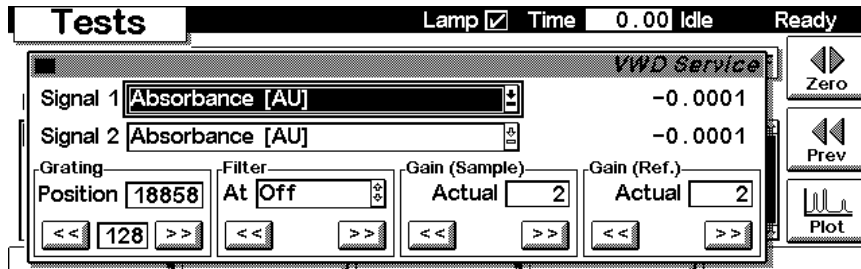 Tests Lamp Time 0.00 Idle Ready
VWD Service
Signal 1 Absorbance [AU] -0.0001
Signal 2 Absorbance [AU] -0.0001
Grating Filter Gain (Sample) Gain (Ref.)
Position 18858 At Off Actual 2 Actual 2
<< 128 >> << >> << >> << >>
Zero
Prev
Plot